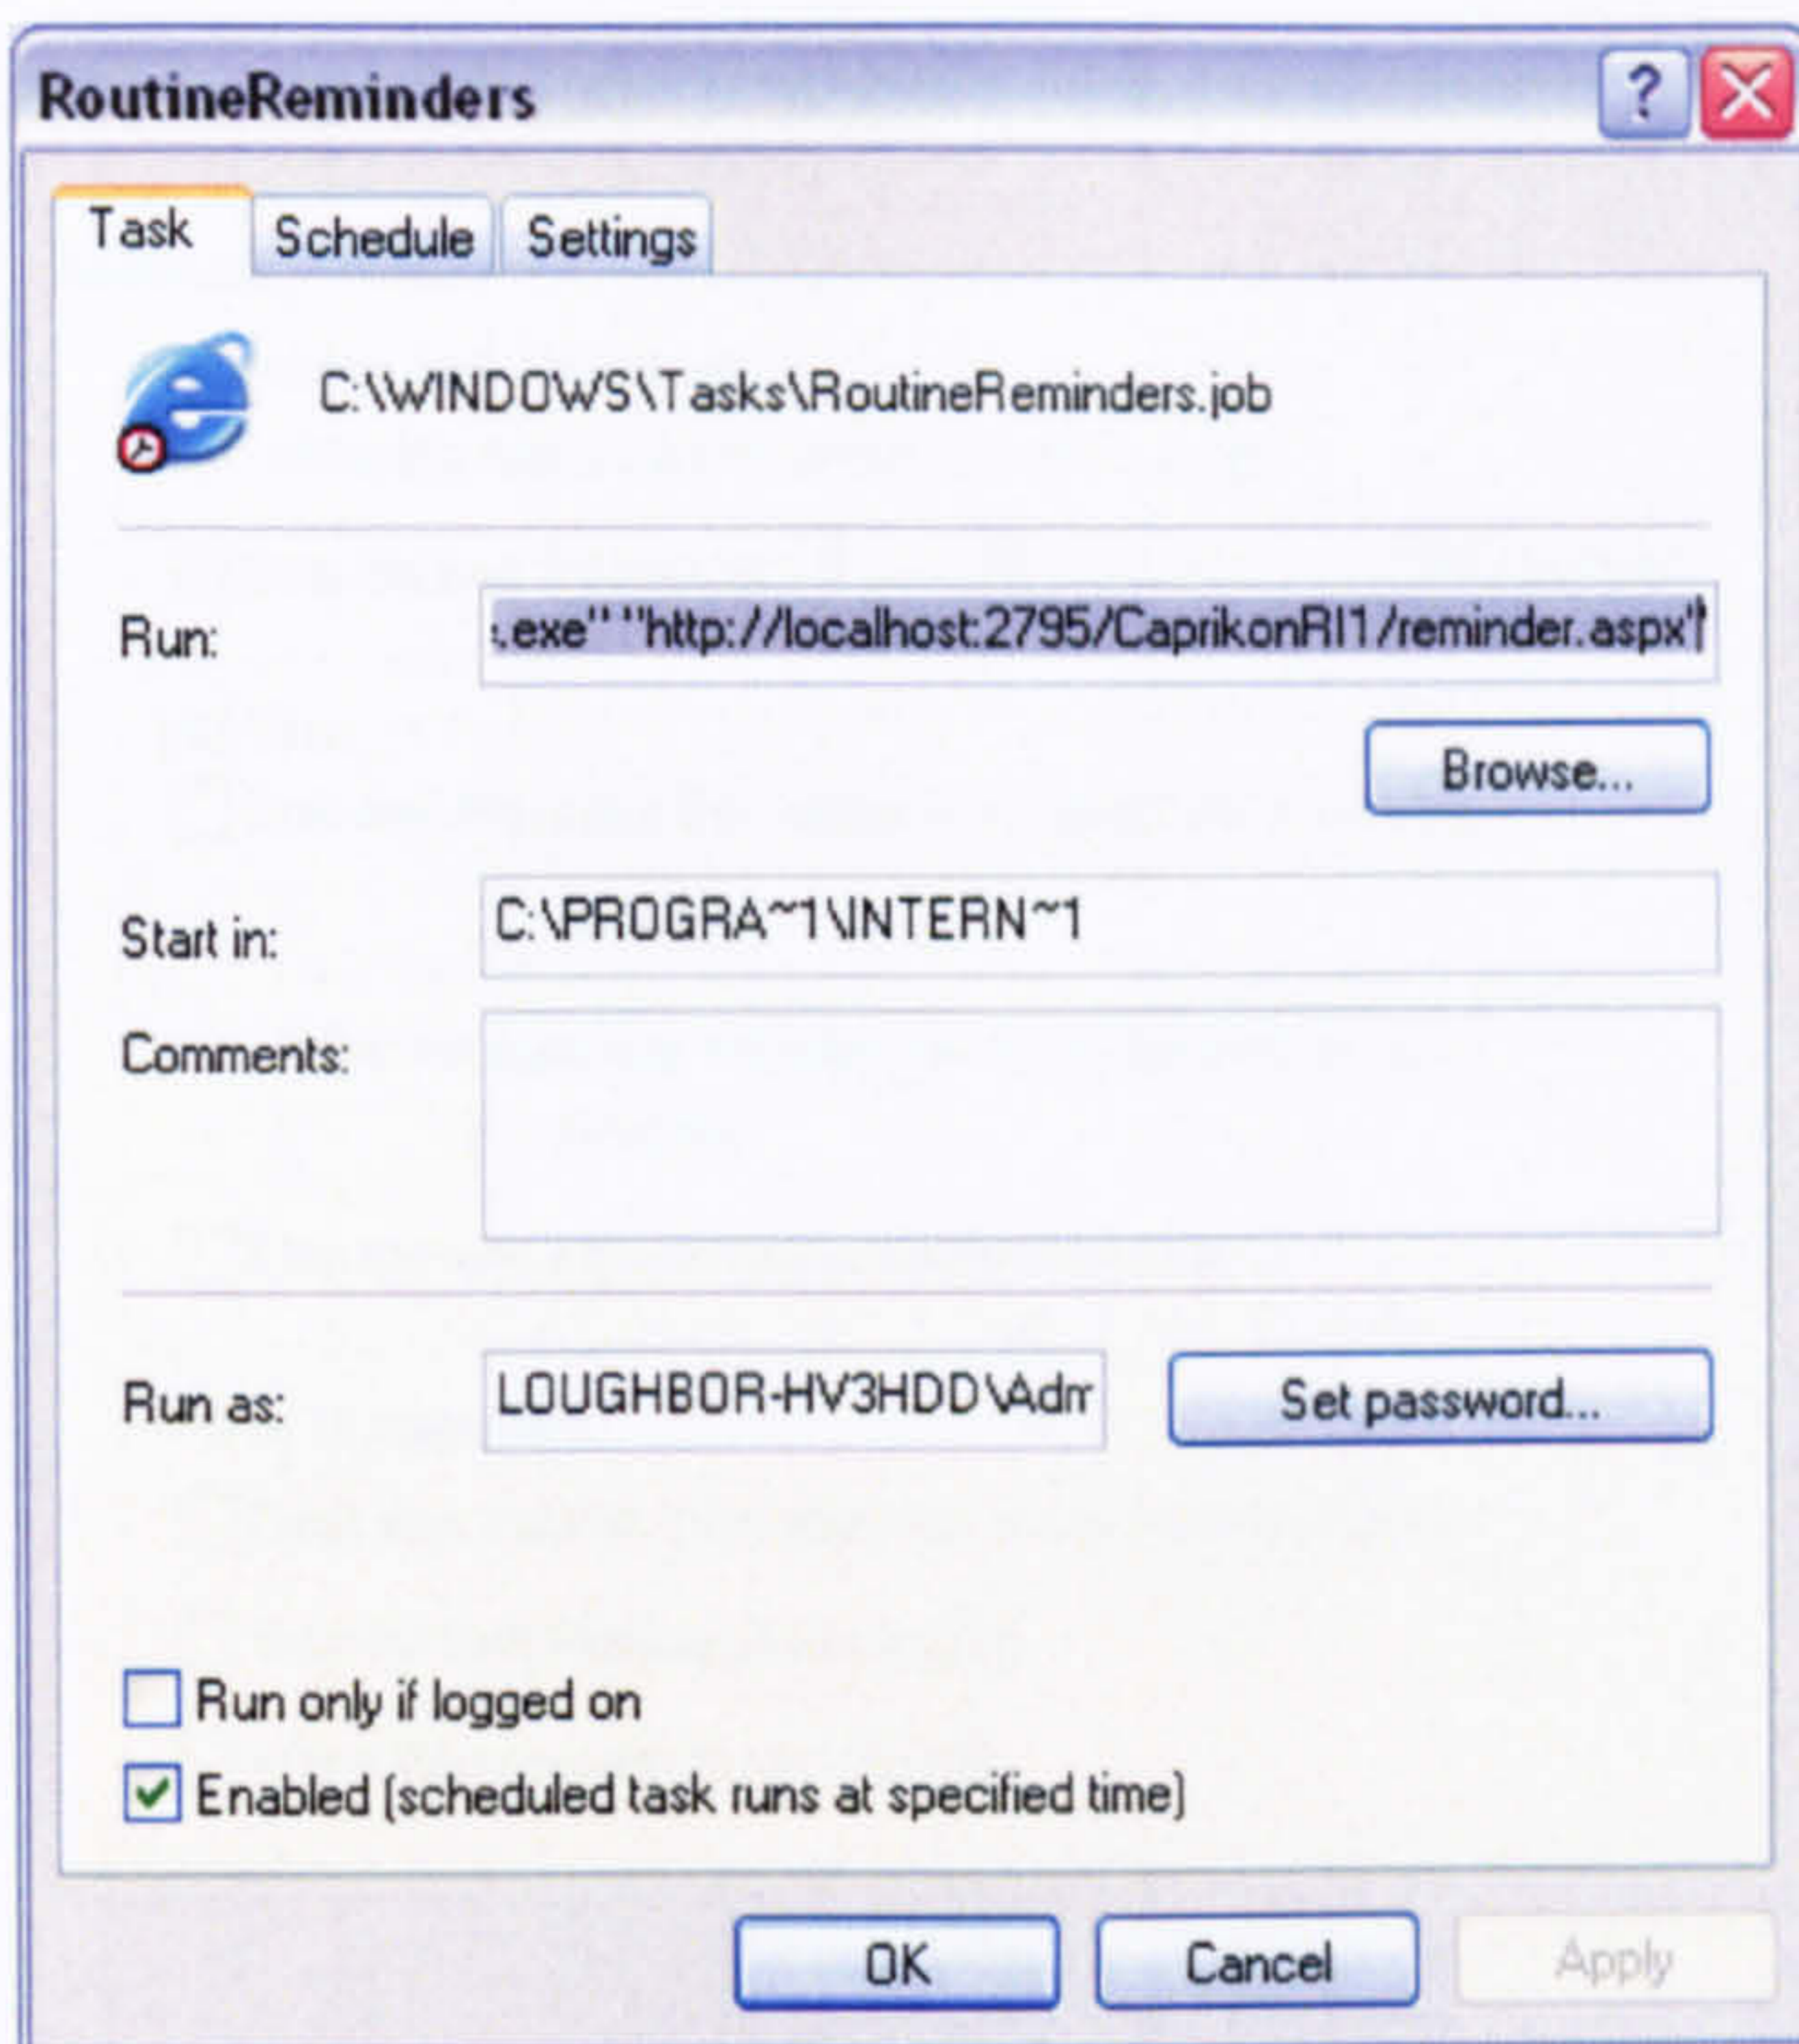 RoutineReminders
Task Schedule Settings
C:\WINDOWS\Tasks\RoutineReminders.job
Run: :.exe" "http://localhost:2795/CaprikonRI1/reminder.aspx"
Browse...
Start in: C:\PROGRA~1\INTERN~1
Comments:
Run as: LOUGHBOR-HV3HDD\Adm
Set password...
Run only if logged on
Enabled (scheduled task runs at specified time)
OK Cancel Apply